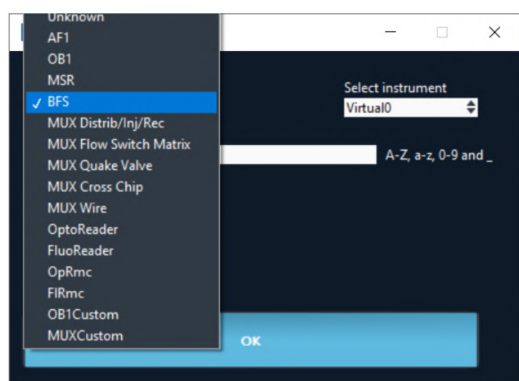 Unknown
AF1
OB1
MSR
✓ BFS
MUX Distrib/Inj/Rec
MUX Flow Switch Matrix
MUX Quake Valve
MUX Cross Chip
MUX Wire
OptoReader
FluoReader
OpRmc
FlRmc
OB1Custom
MUXCustom
Select instrument
Virtual0
A-Z, a-z, 0-9 and _
OK